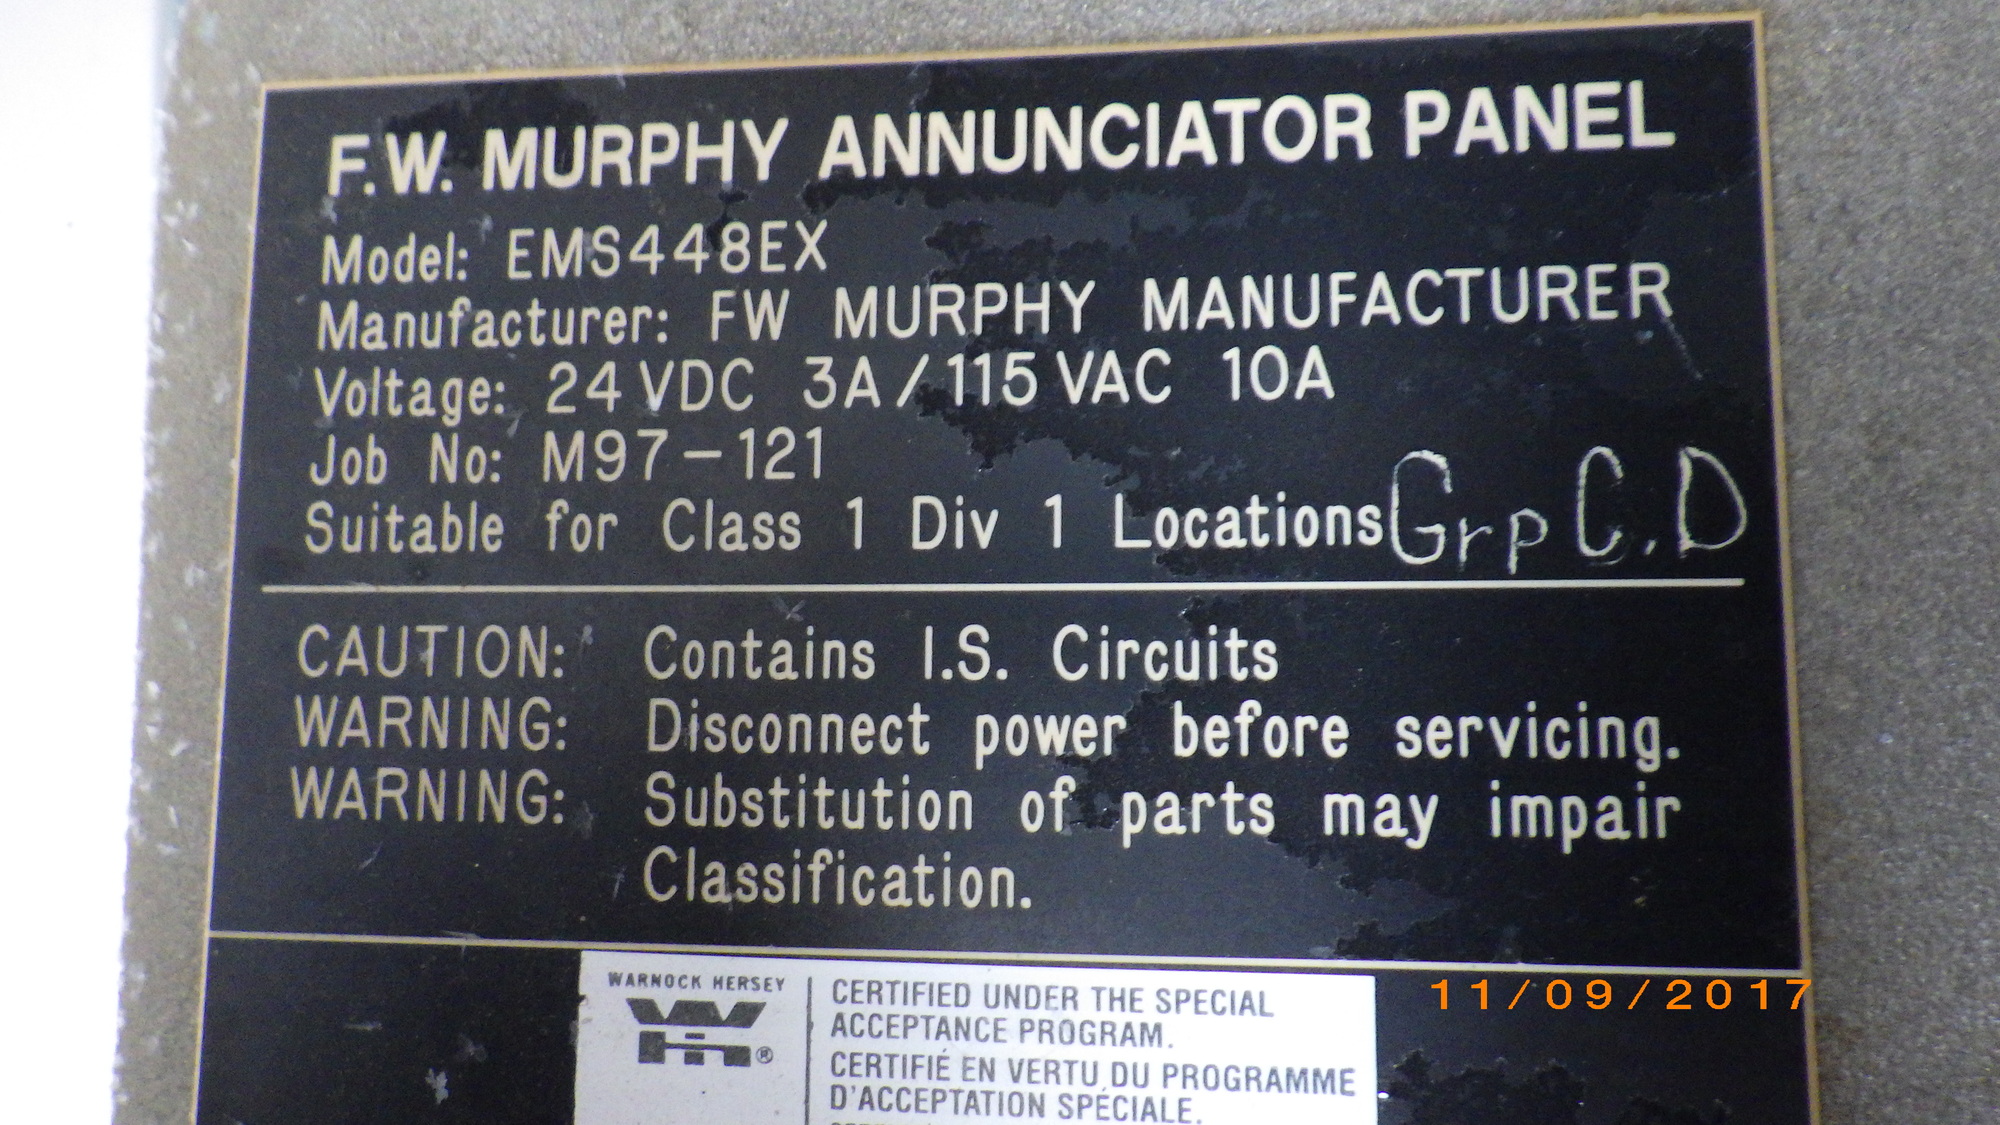 F.W. MURPHY ANNUNCIATOR PANEL
Model: EMS448EX
Manufacturer: FW MURPHY MANUFACTURER
Voltage: 24 VDC 3A/115 VAC 10A
Job No: M97-121
Suitable for Class 1 Div 1 Locations Grp C.D
CAUTION: Contains I.S. Circuits
WARNING: Disconnect power before servicing.
WARNING: Substitution of parts may impair
Classification.
WARNOCK HERSEY
®
CERTIFIED UNDER THE SPECIAL
ACCEPTANCE PROGRAM.
CERTIFIÉ EN VERTU DU PROGRAMME
D'ACCEPTATION SPÉCIALE.
11/09/2017